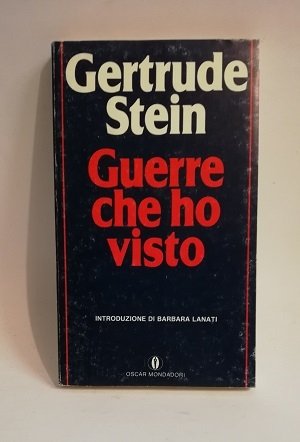 Gertrude
Stein
Guerre
che ho
visto
INTRODUZIONE DI BARBARA LANATI
OSCAR MONDADORI